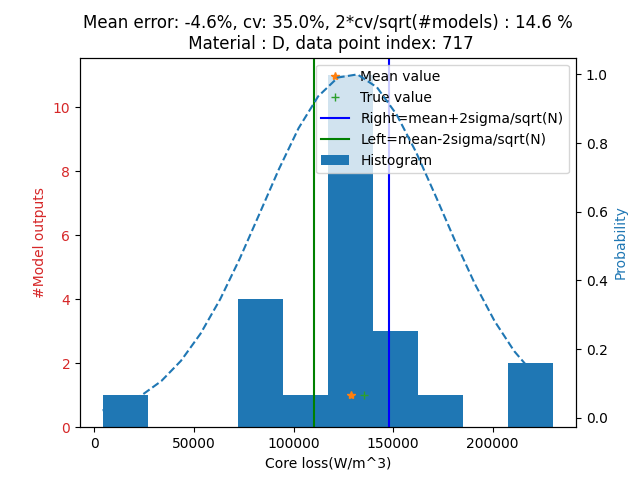 Mean error: -4.6%, cv: 35.0%, 2*cv/sqrt(#models) : 14.6 %
Material : D, data point index: 717
Mean value
True value
Right=mean+2sigma/sqrt(N)
Left=mean-2sigma/sqrt(N)
Histogram
#Model outputs
0
2
4
6
8
10
Probability
0.0
0.2
0.4
0.6
0.8
1.0
0
50000
100000
150000
200000
Core loss(W/m^3)